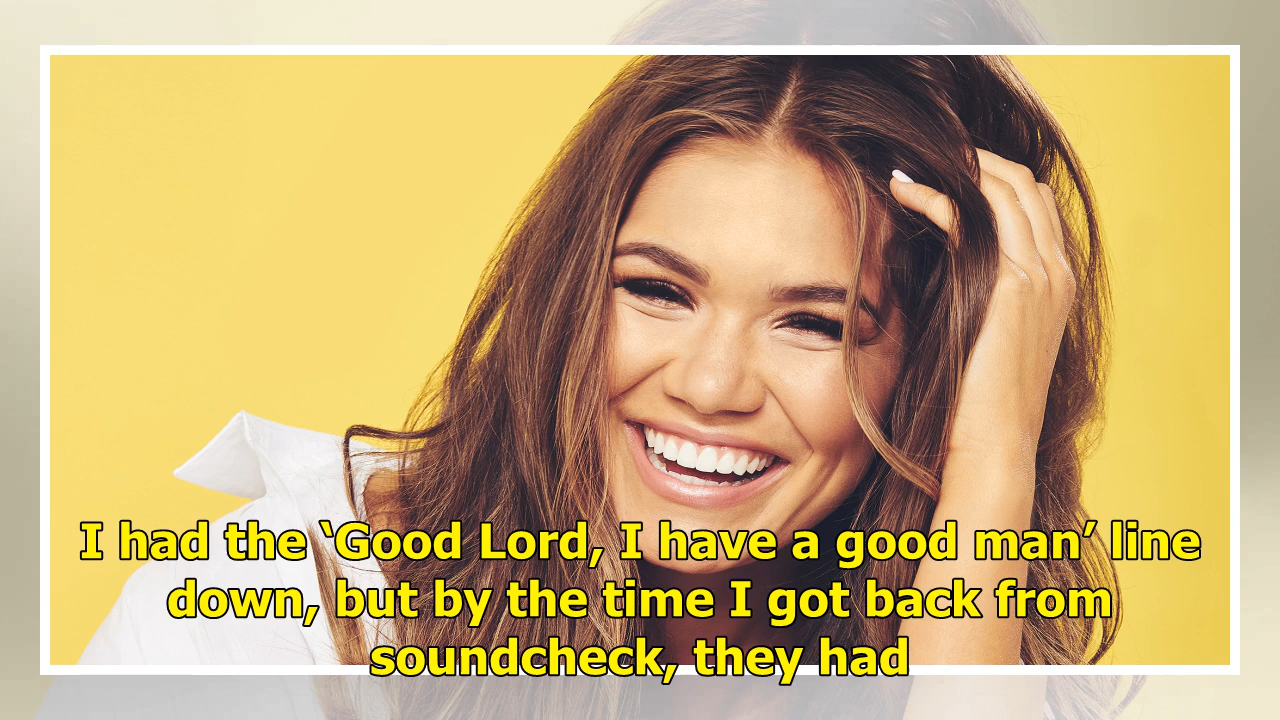 I had the ‘Good Lord, I have a good man’ line
down, but by the time I got back from
soundcheck, they had